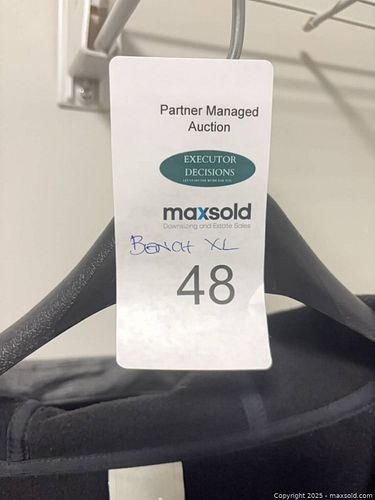 Partner Managed
Auction
EXECUTOR
DECISIONS
maxsold
Downsizing and Estate Sales
BENCH XL
48
Copyright 2025 - maxsold.com